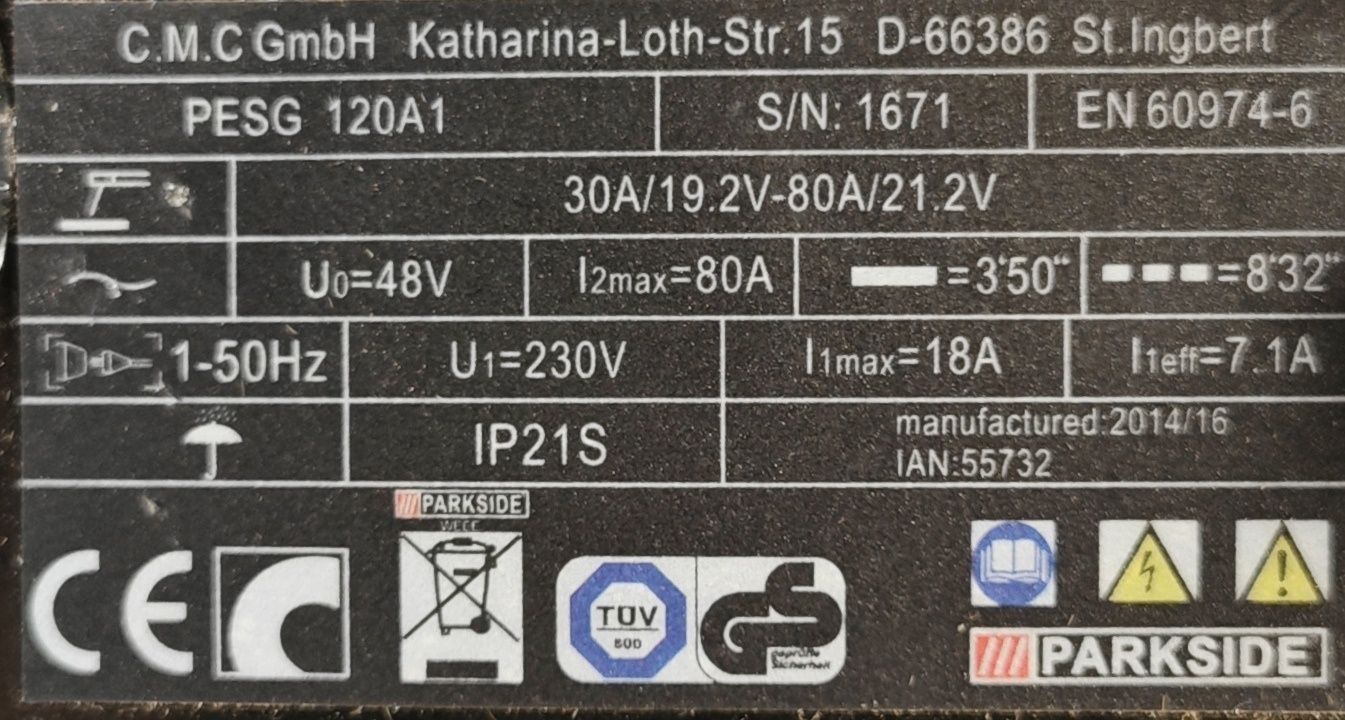 C.M.C GmbH Katharina-Loth-Str.15 D-66386 St.Ingbert
PESG 120A1 S/N: 1671 EN 60974-6
30A/19.2V-80A/21.2V
U0=48V I2max=80A =3'50" =8'32"
1-50Hz U1=230V I1max=18A I1eff=7.1A
IP21S manufactured:2014/16
IAN:55732
PARKSIDE
CE
TÜV
SÜD
geprüfte
Sicherheit
PARKSIDE